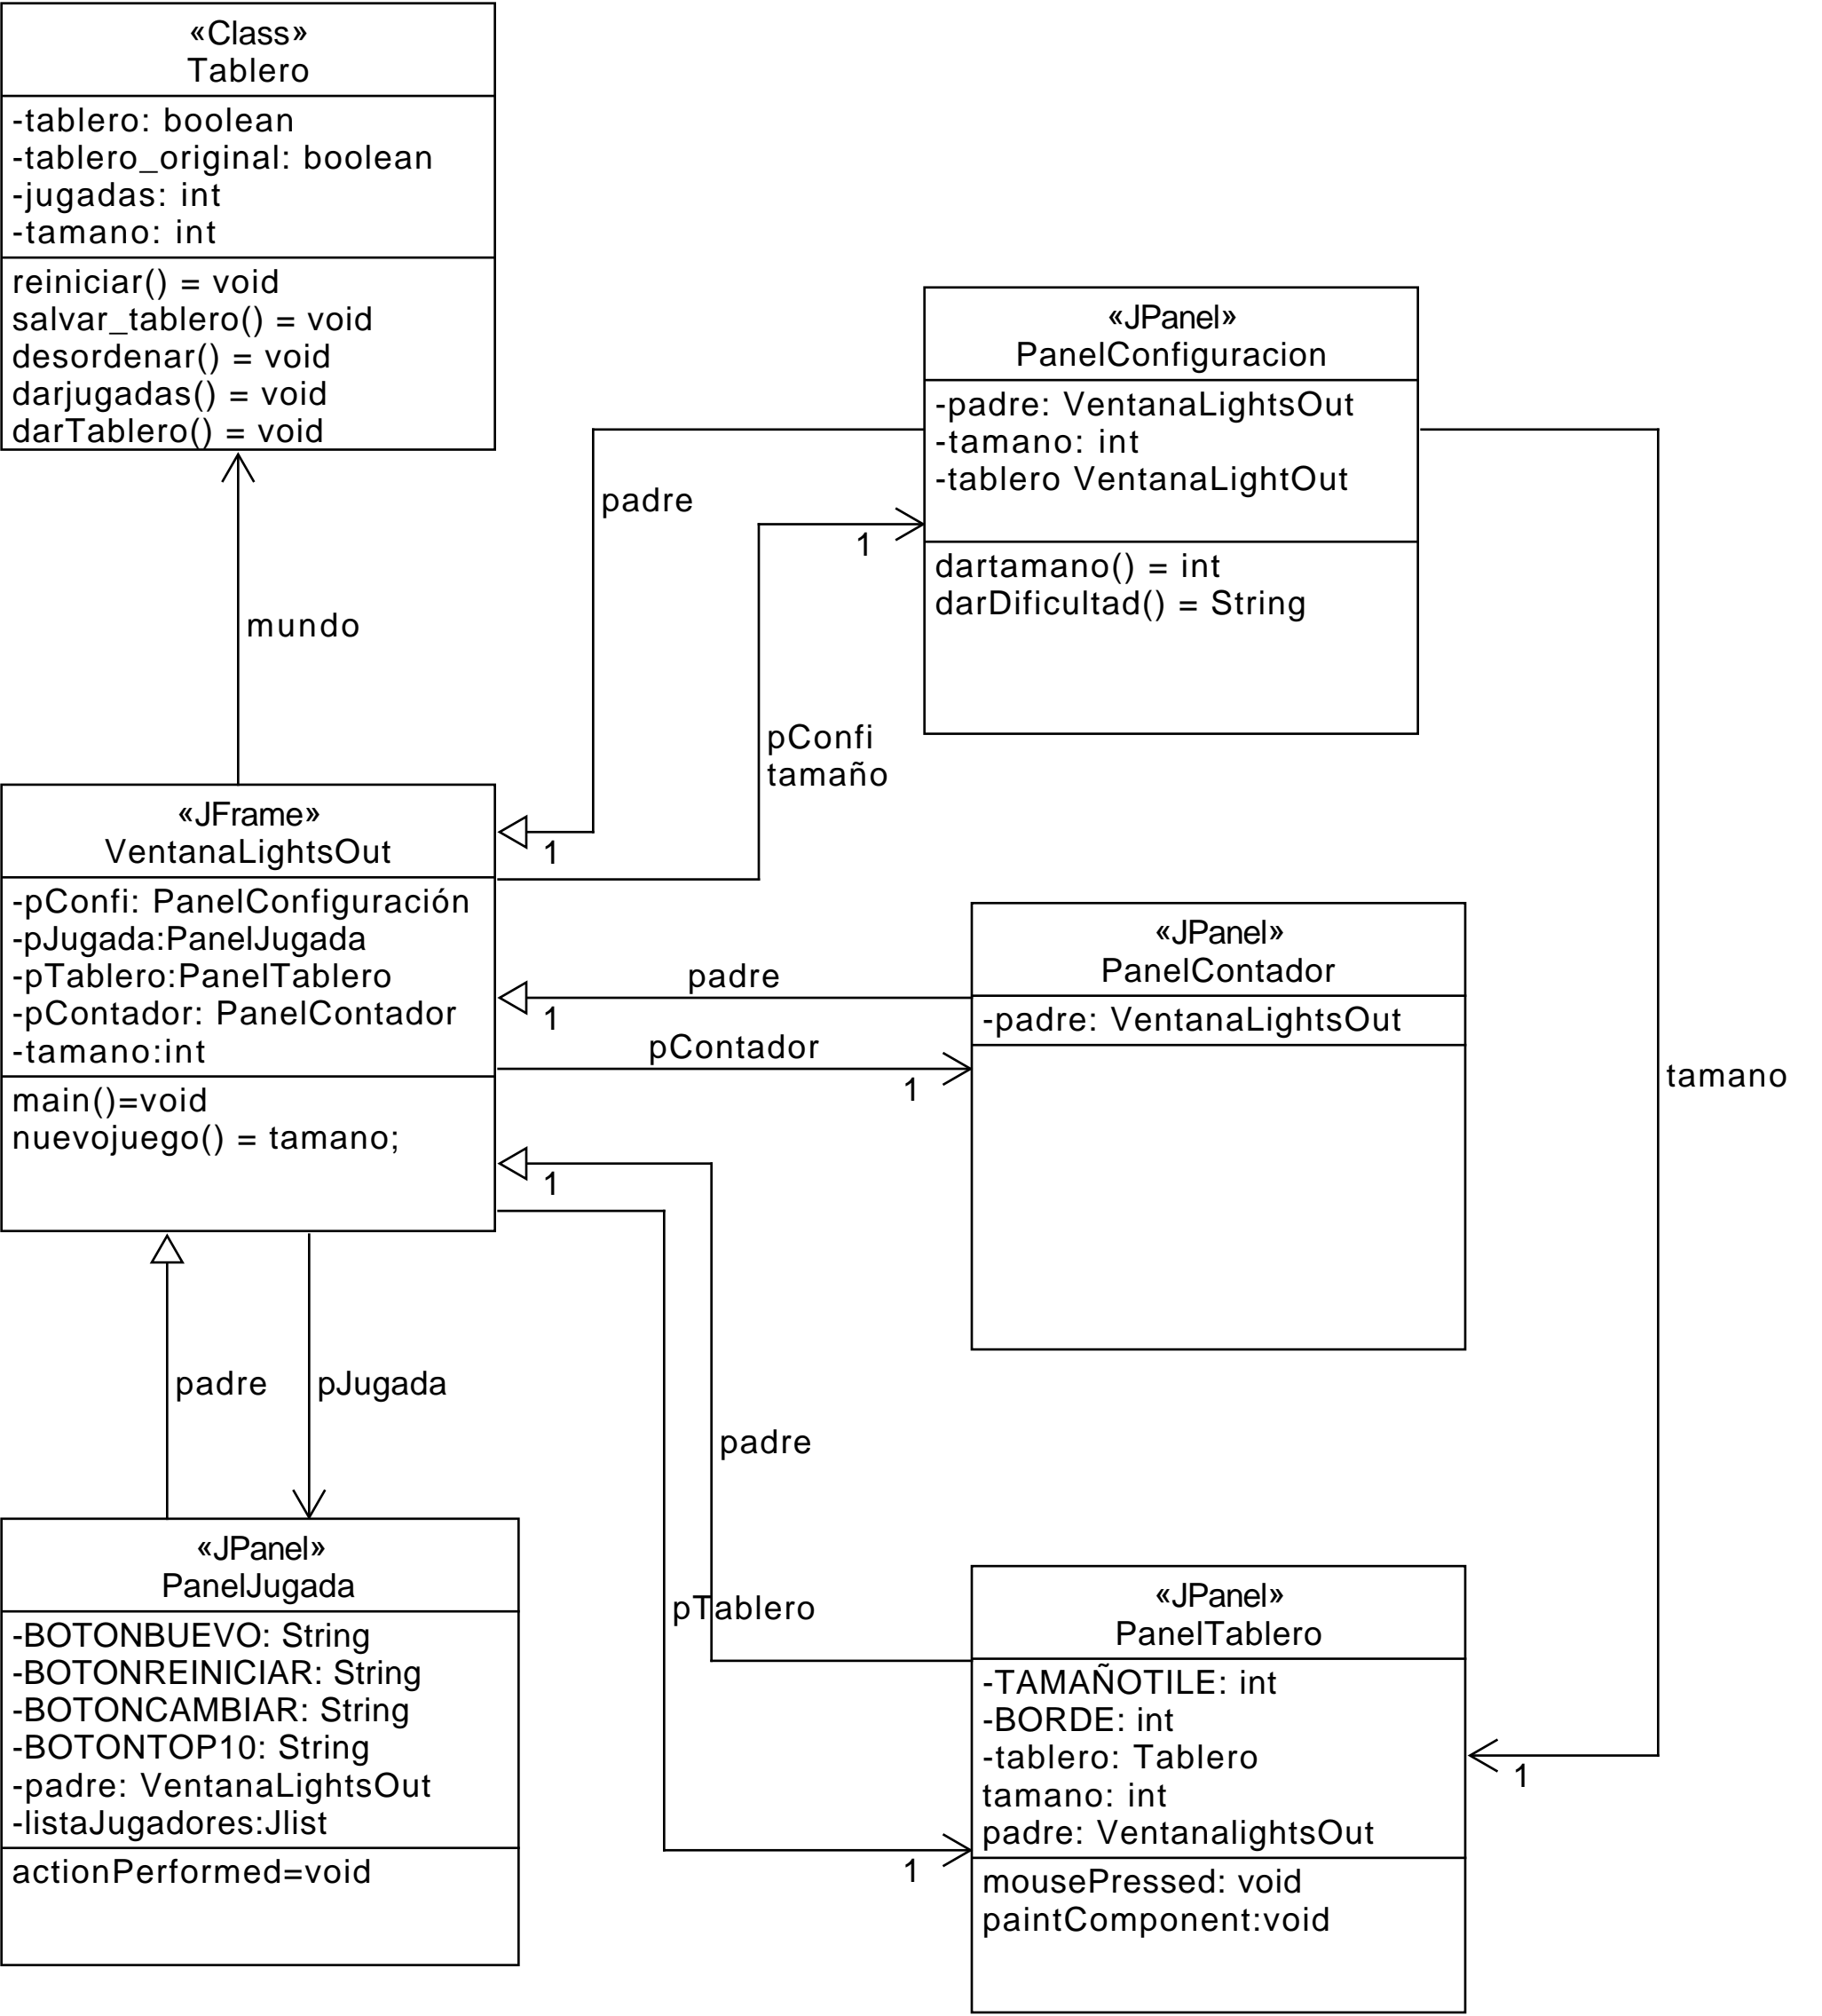 «Class»
Tablero
-tablero: boolean
-tablero_original: boolean
-jugadas: int
-tamano: int
reiniciar() = void
salvar_tablero() = void
desordenar() = void
darjugadas() = void
darTablero() = void
«JPanel»
PanelConfiguracion
-padre: VentanaLightsOut
-tamano: int
-tablero VentanaLightOut
dartamano() = int
darDificultad() = String
padre
1
mundo
pConfi
tamaño
«JFrame»
VentanaLightsOut
-pConfi: PanelConfiguración
-pJugada:PanelJugada
-pTablero:PanelTablero
-pContador: PanelContador
-tamano:int
main()=void
nuevojuego() = tamano;
1
padre
1
pContador
1
1
«JPanel»
PanelContador
-padre: VentanaLightsOut
tamano
padre
pJugada
padre
pTablero
«JPanel»
PanelJugada
-BOTONBUEVO: String
-BOTONREINICIAR: String
-BOTONCAMBIAR: String
-BOTONTOP10: String
-padre: VentanaLightsOut
-listaJugadores:Jlist
actionPerformed=void
«JPanel»
PanelTablero
-TAMAÑOTILE: int
-BORDE: int
-tablero: Tablero
tamano: int
padre: VentanalightsOut
mousePressed: void
paintComponent:void
1
1